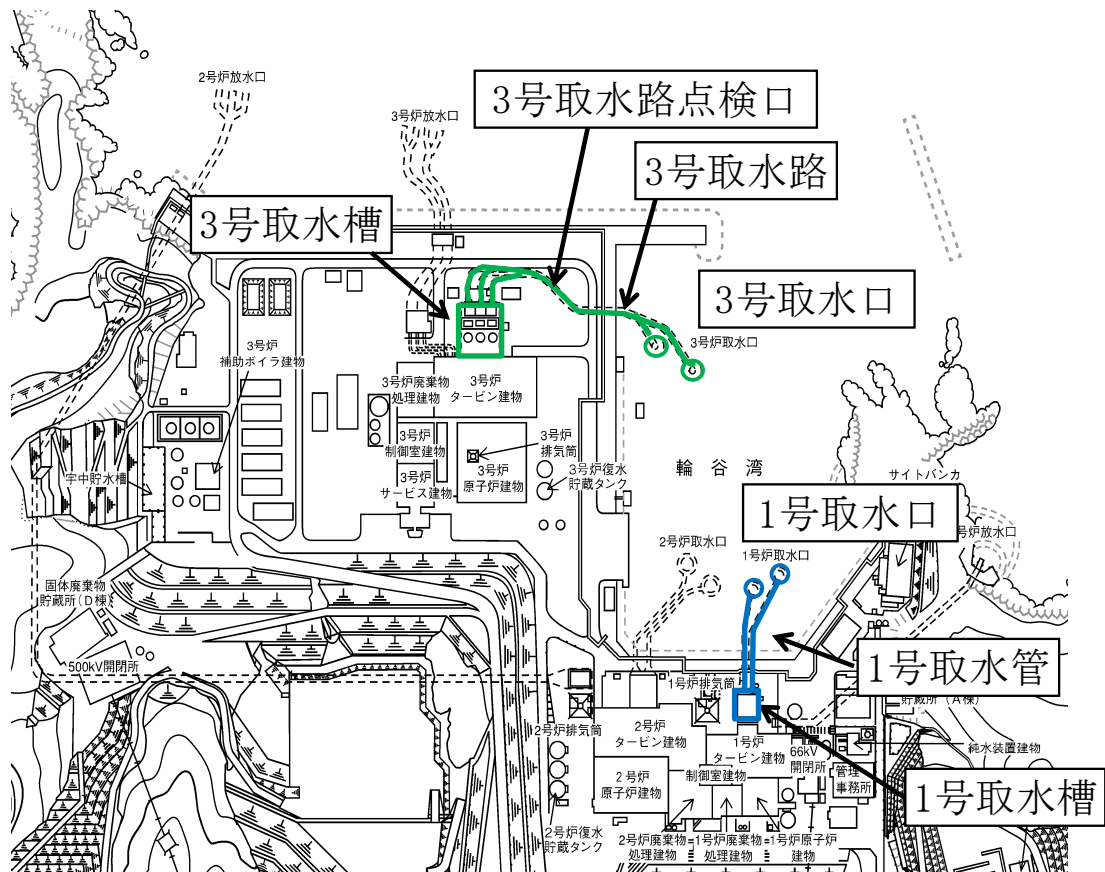 2号炉放水口
3号炉放水口
3号取水路点検口
3号取水路
3号取水槽
3号取水口
3号炉取水口
3号炉
補助ボイラ建物
3号炉廃棄物
処理建物
3号炉
タービン建物
3号炉
制御室建物
3号炉
排気筒
3号炉
原子炉建物
3号炉
サービス建物
3号炉復水
貯蔵タンク
宇中貯水槽
輪谷湾
サイトバンカ
1号取水口
号炉放水口
2号炉取水口
1号炉取水口
固体廃棄物
貯蔵所(D棟)
500kV開閉所
1号取水管
貯蔵所(A棟)
1号炉排気筒
2号炉排気筒
2号炉
タービン建物
1号炉
タービン建物
66kV
開閉所
純水装置建物
制御室建物
管理
事務所
2号炉
原子炉建物
1号取水槽
2号炉復水
貯蔵タンク
2号炉廃棄物
処理建物
1号炉廃棄物
処理建物
1号炉原子炉
建物